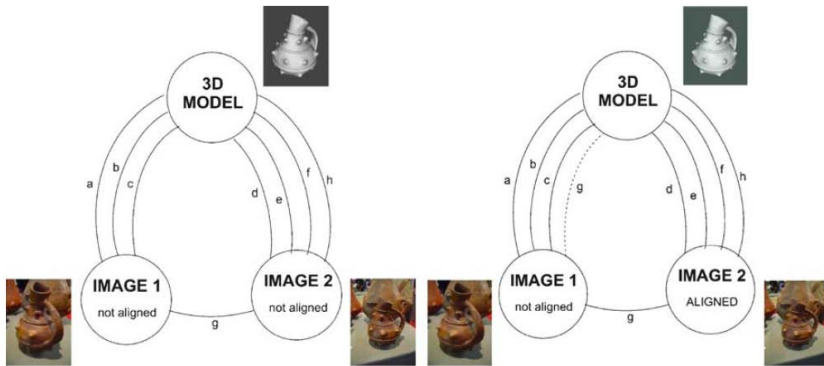 3D
MODEL
a
b
c
d
e
f
h
IMAGE 1
not aligned
IMAGE 2
not aligned
g
3D
MODEL
a
b
c
g
d
e
f
h
IMAGE 1
not aligned
IMAGE 2
ALIGNED
g